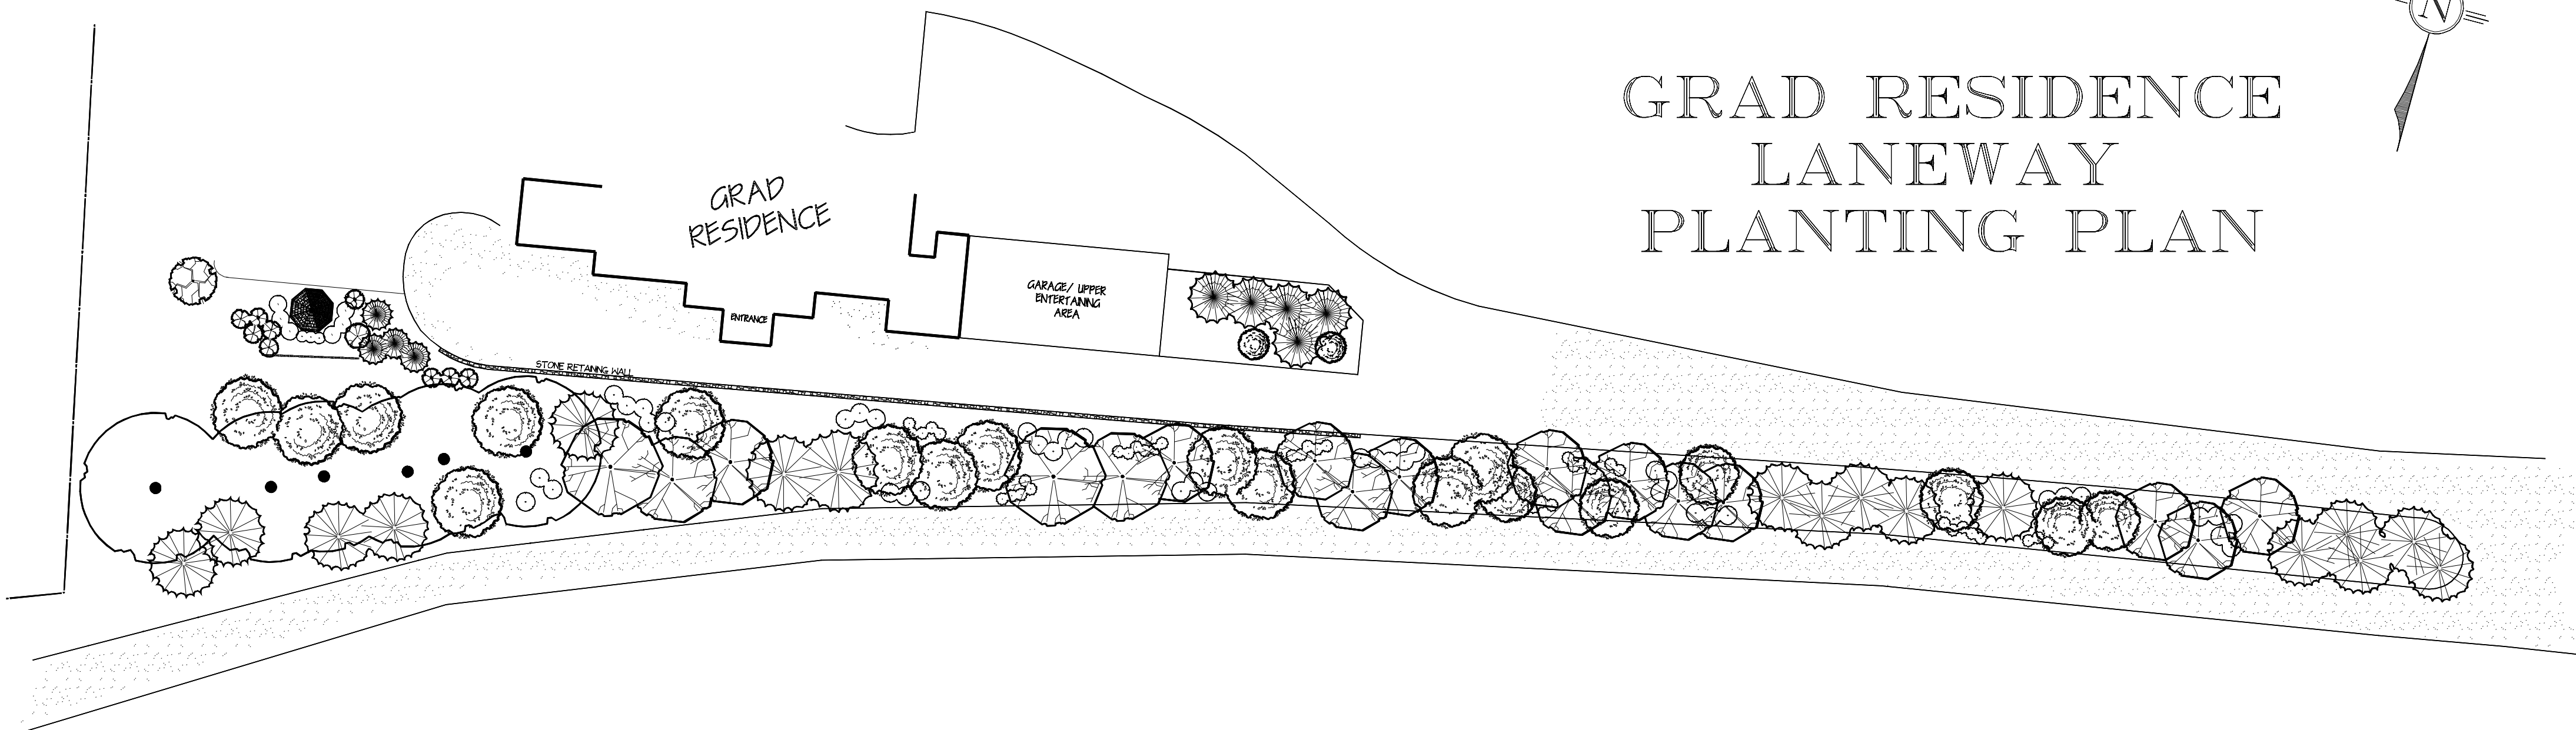 N
GRAD RESIDENCE
LANEWAY
PLANTING PLAN
GRAD
RESIDENCE
GARAGE/ UPPER
ENTERTAINING
AREA
ENTRANCE
STONE RETAINING WALL